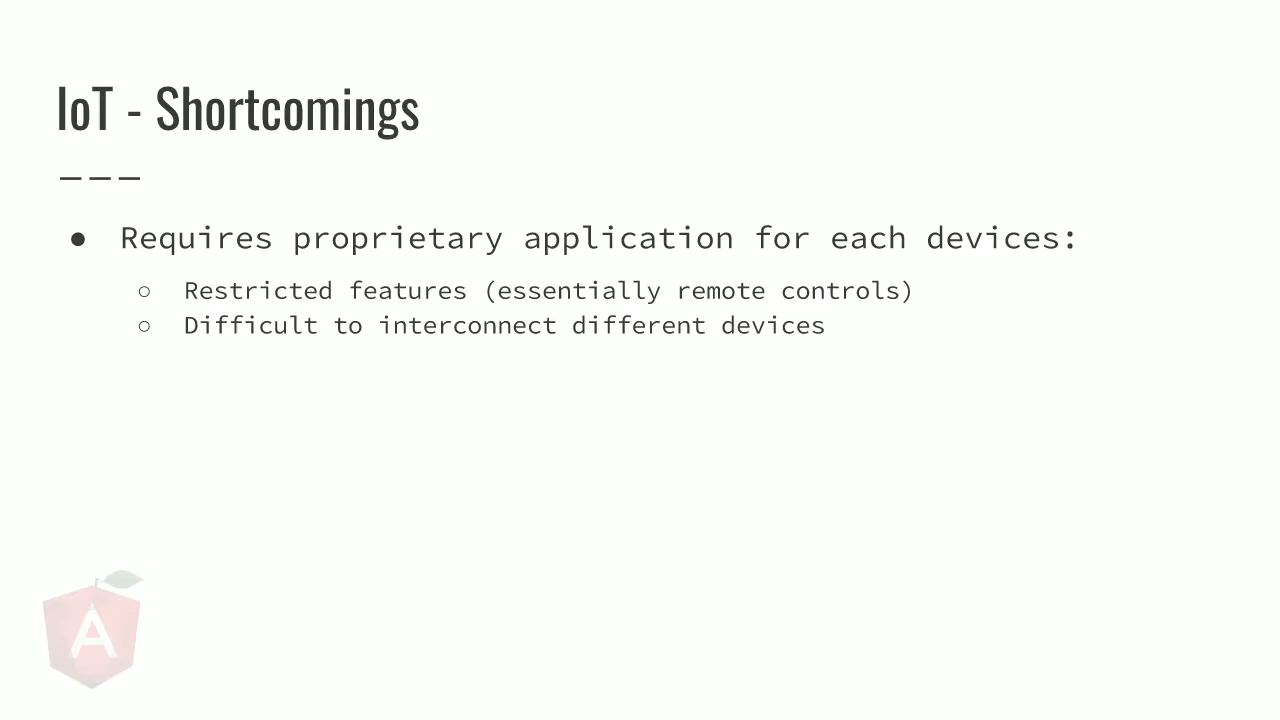 IoT - Shortcomings
● Requires proprietary application for each devices:
○ Restricted features (essentially remote controls)
○ Difficult to interconnect different devices
A